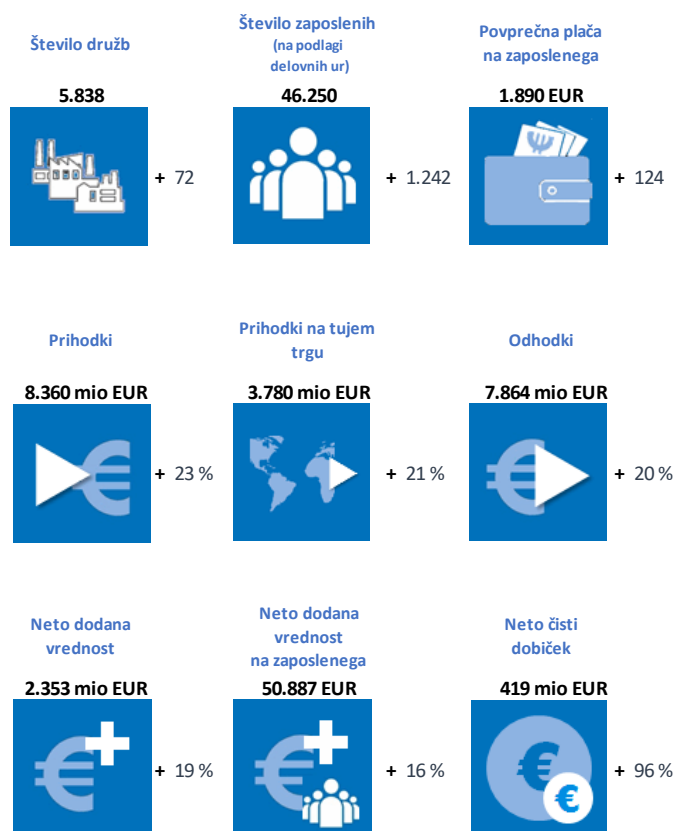 Število družb
5.838
+ 72
Število zaposlenih
(na podlagi
delovnih ur)
46.250
+ 1.242
Povprečna plača
na zaposlenega
1.890 EUR
+ 124
Prihodki
8.360 mio EUR
+ 23 %
Prihodki na tujem
trgu
3.780 mio EUR
+ 21 %
Odhodki
7.864 mio EUR
+ 20 %
Neto dodana
vrednost
2.353 mio EUR
+ 19 %
Neto dodana
vrednost
na zaposlenega
50.887 EUR
+ 16 %
Neto čisti
dobiček
419 mio EUR
+ 96 %